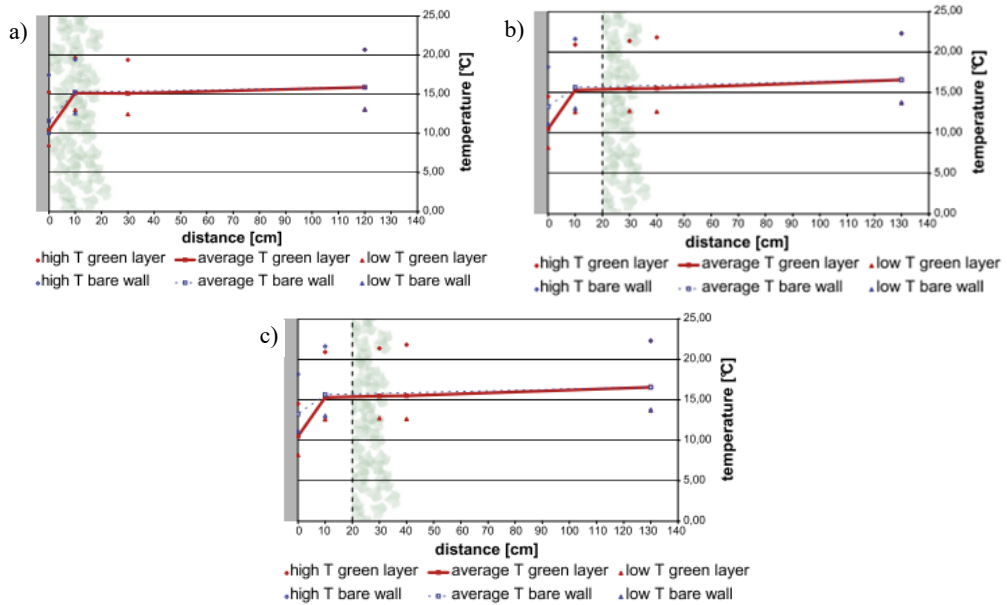 a)
25,00
20,00
15,00
10,00
5,00
0,00
temperature [°C]
0 10 20 30 40 50 60 70 80 90 100 110 120 130 140
distance [cm]
high T green layer average T green layer low T green layer
high T bare wall average T bare wall low T bare wall
b)
25,00
20,00
15,00
10,00
5,00
0,00
temperature [°C]
0 10 20 30 40 50 60 70 80 90 100 110 120 130 140
distance [cm]
high T green layer average T green layer low T green layer
high T bare wall average T bare wall low T bare wall
c)
25,00
20,00
15,00
10,00
5,00
0,00
temperature [°C]
0 10 20 30 40 50 60 70 80 90 100 110 120 130 140
distance [cm]
high T green layer average T green layer low T green layer
high T bare wall average T bare wall low T bare wall